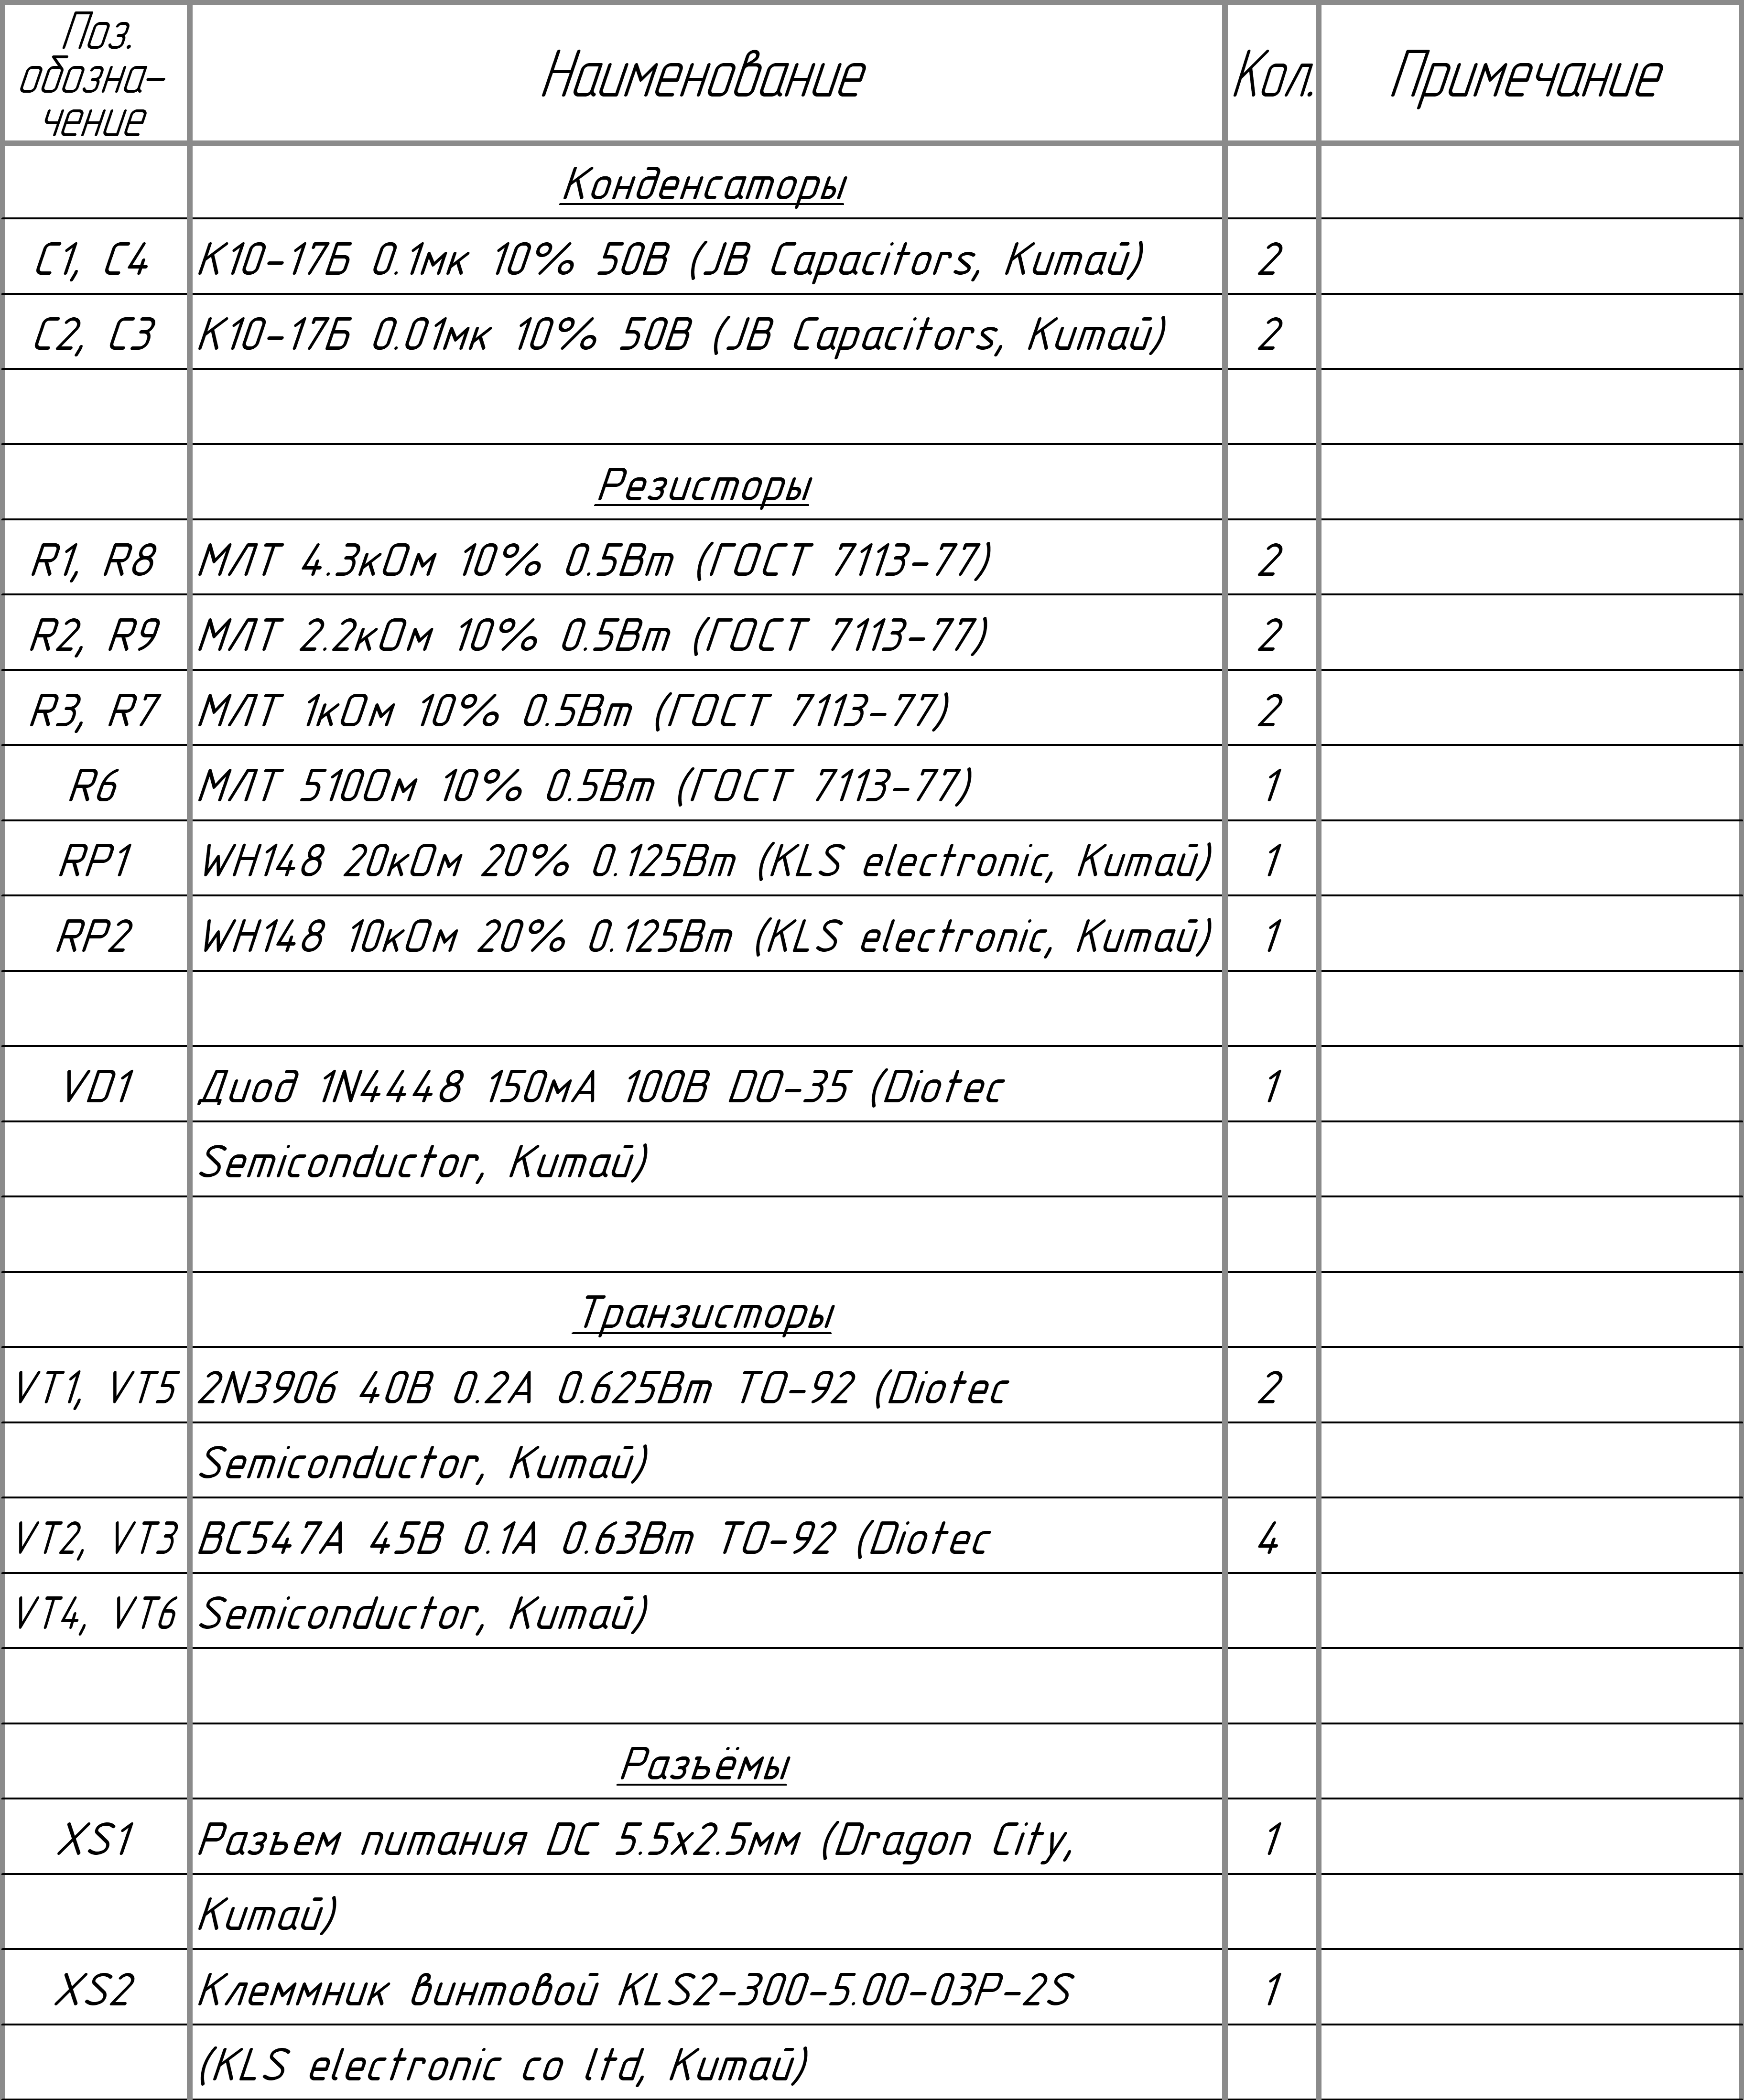 Поз.
обозна-
чение
Наименование
Кол.
Примечание
Конденсаторы
C1, C4 К10-17Б 0.1мк 10% 50В (JB Capacitors, Китай) 2
C2, C3 К10-17Б 0.01мк 10% 50В (JB Capacitors, Китай) 2
Резисторы
R1, R8 МЛТ 4.3кОм 10% 0.5Вт (ГОСТ 7113-77) 2
R2, R9 МЛТ 2.2кОм 10% 0.5Вт (ГОСТ 7113-77) 2
R3, R7 МЛТ 1кОм 10% 0.5Вт (ГОСТ 7113-77) 2
R6 МЛТ 510Ом 10% 0.5Вт (ГОСТ 7113-77) 1
RP1 WH148 20кОм 20% 0.125Вт (KLS electronic, Китай) 1
RP2 WH148 10кОм 20% 0.125Вт (KLS electronic, Китай) 1
VD1 Диод 1N4448 150мА 100В DO-35 (Diotec 1
Semiconductor, Китай)
Транзисторы
VT1, VT5 2N3906 40В 0.2А 0.625Вт TO-92 (Diotec 2
Semiconductor, Китай)
VT2, VT3 BC547A 45В 0.1А 0.63Вт TO-92 (Diotec 4
VT4, VT6 Semiconductor, Китай)
Разъёмы
XS1 Разъем питания DC 5.5x2.5мм (Dragon City, 1
Китай)
XS2 Клеммник винтовой KLS2-300-5.00-03P-2S 1
(KLS electronic co ltd, Китай)